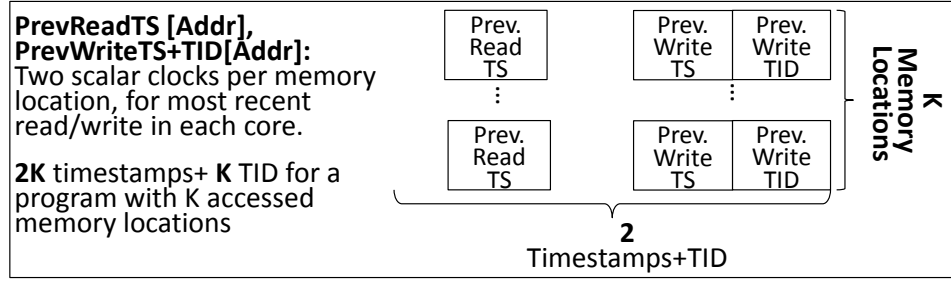 PrevReadTS [Addr],
PrevWriteTS+TID[Addr]:
Two scalar clocks per memory
location, for most recent
read/write in each core.
2K timestamps+ K TID for a
program with K accessed
memory locations
Prev.
Read
TS
Prev.
Write
TS
Prev.
Write
TID
⋮
⋮
Prev.
Read
TS
Prev.
Write
TS
Prev.
Write
TID
K
Memory
Locations
2
Timestamps+TID